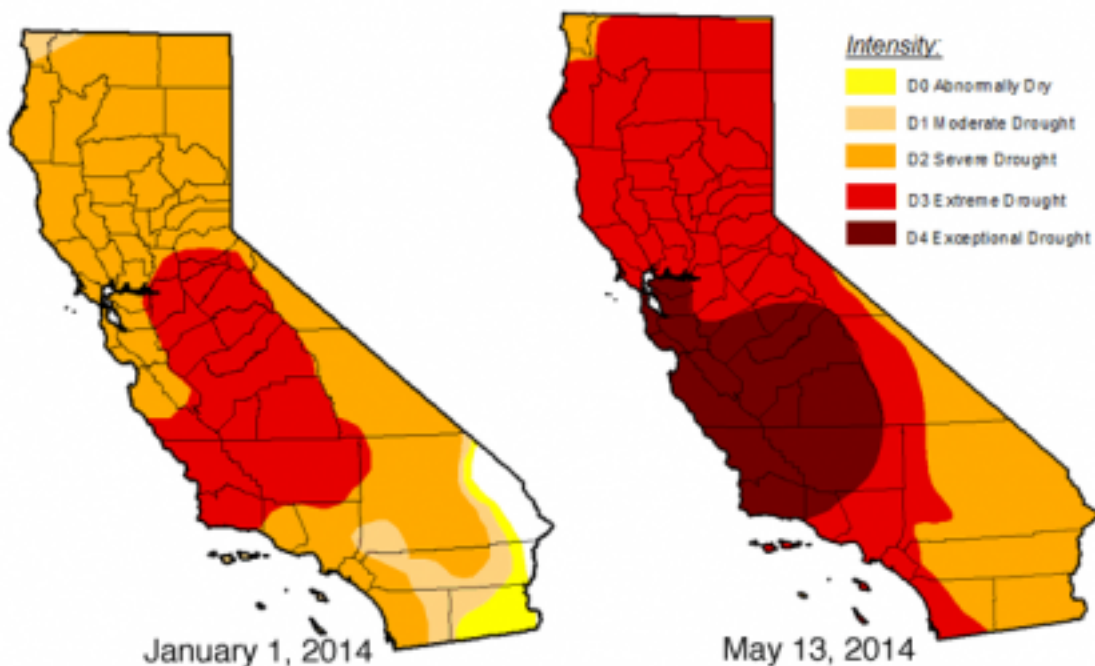 Intensity:
D0 Abnormally Dry
D1 Moderate Drought
D2 Severe Drought
D3 Extreme Drought
D4 Exceptional Drought
January 1, 2014
May 13, 2014